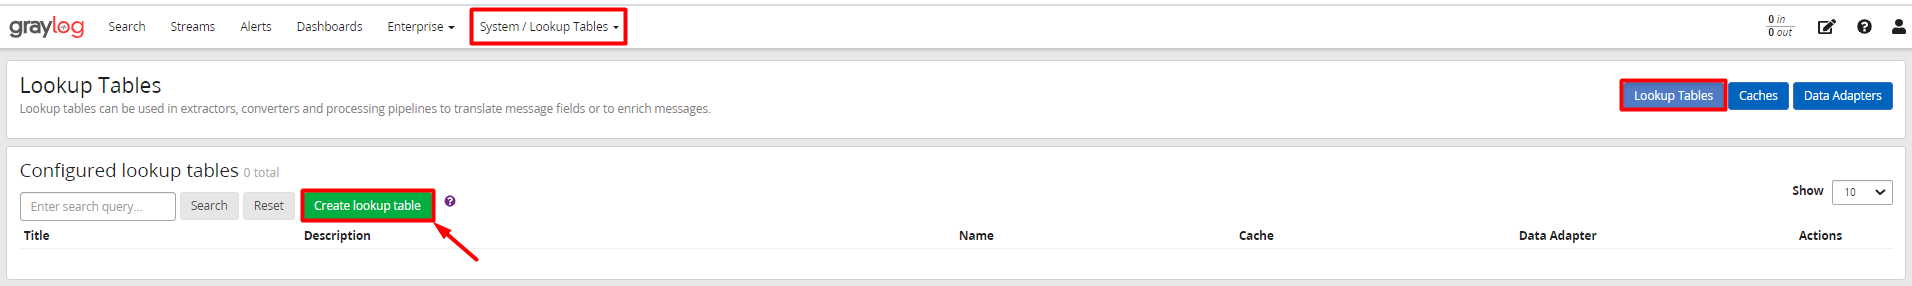 graylog Search Streams Alerts Dashboards Enterprise System / Lookup Tables 0 in
0 out
Lookup Tables
Lookup tables can be used in extractors, converters and processing pipelines to translate message fields or to enrich messages.
Lookup Tables Caches Data Adapters
Configured lookup tables 0 total
Enter search query... Search Reset Create lookup table ? Show 10
Title Description Name Cache Data Adapter Actions